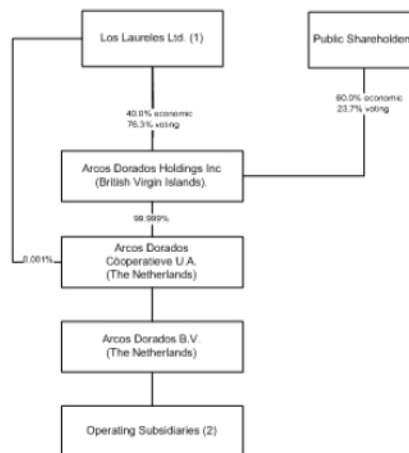 Los Laureles Ltd. (1)
Public Shareholders
40.0% economic
76.3% voting
60.0% economic
23.7% voting
Arcos Dorados Holdings Inc
(British Virgin Islands).
99.999%
Arcos Dorados
Cöoperatieve U.A.
(The Netherlands)
0.001%
Arcos Dorados B.V.
(The Netherlands)
Operating Subsidiaries (2)